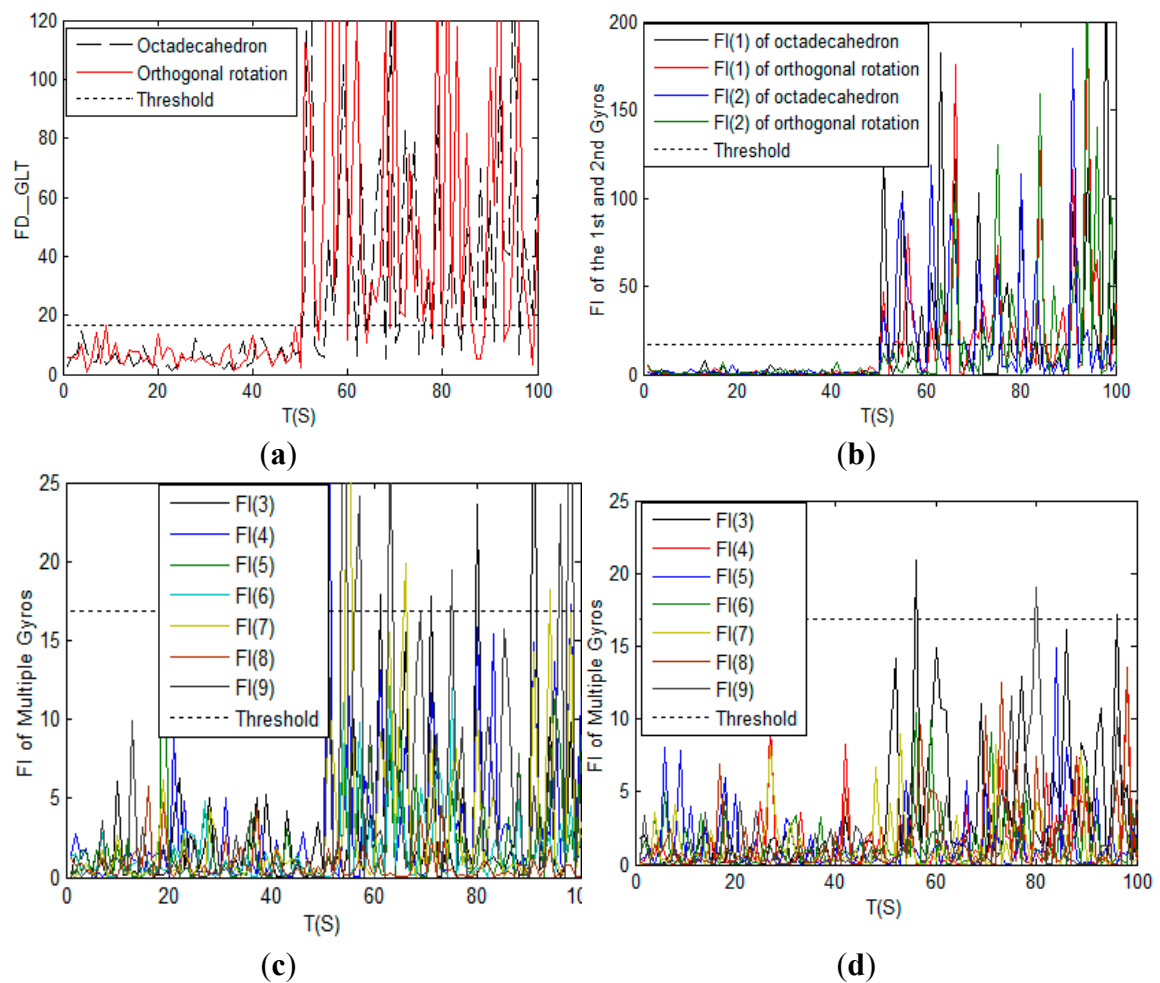 120
100
80
60
40
20
0
FD__GLT
Octadecahedron
Orthogonal rotation
Threshold
0 20 40 60 80 100
T(S)
(a)
200
150
100
50
0
FI of the 1st and 2nd Gyros
FI(1) of octadecahedron
FI(1) of orthogonal rotation
FI(2) of octadecahedron
FI(2) of orthogonal rotation
Threshold
0 20 40 60 80 100
T(S)
(b)
25
20
15
10
5
0
FI of Multiple Gyros
FI(3)
FI(4)
FI(5)
FI(6)
FI(7)
FI(8)
FI(9)
Threshold
0 20 40 60 80 100
T(S)
(c)
25
20
15
10
5
0
FI of Multiple Gyros
FI(3)
FI(4)
FI(5)
FI(6)
FI(7)
FI(8)
FI(9)
Threshold
0 20 40 60 80 100
T(S)
(d)